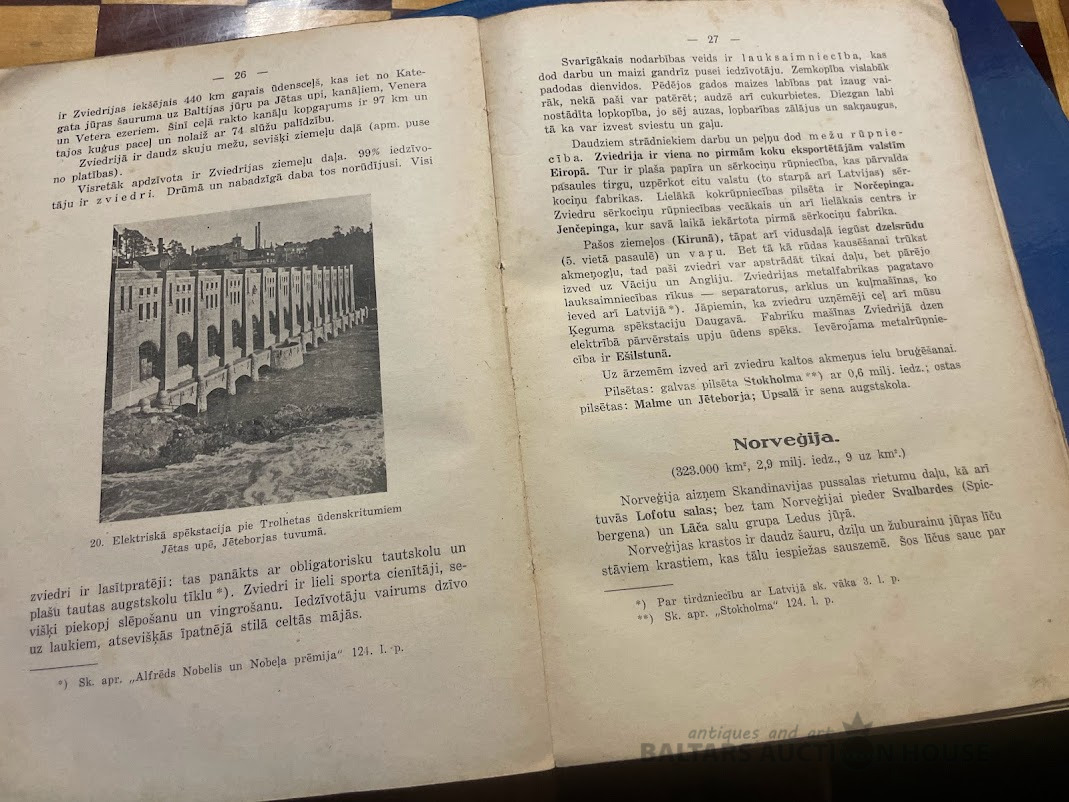 — 26 —
ir Zviedrijas iekšējais 440 km gaŗais ūdensceļš, kas iet no Kate-
gata jūras šauruma uz Baltijas jūru pa Jētas upi, kanāļiem, Venera
un Vetera ezeriem. Šinī ceļā rakto kanāļu kopgaŗums ir 97 km un
tajos kuģus paceļ un nolaiž ar 74 slūžu palīdzību.
Zviedrijā ir daudz skuju mežu, sevišķi ziemeļu daļā (apm. puse
no platības).
Visretāk apdzīvota ir Zviedrijas ziemeļu daļa. 99% iedzīvo-
tāju ir zviedri. Drūmā un nabadzīgā daba tos norūdījusi. Visi
20. Elektriskā spēkstacija pie Trolhetas ūdenskritumiem
Jētas upē, Jēteborjas tuvumā.
zviedri ir lasītpratēji: tas panākts ar obligatorisku tautskolu un
plašu tautas augstskolu tīklu *). Zviedri ir lieli sporta cienītāji, se-
višķi piekopj slēpošanu un vingrošanu. Iedzīvotāju vairums dzīvo
uz laukiem, atsevišķās īpatnējā stilā celtās mājās.
*) Sk. apr. „Alfrēds Nobelis un Nobeļa prēmija" 124. l. p.
— 27 —
Svarīgākais nodarbības veids ir lauksaimniecība, kas
dod darbu un maizi gandrīz pusei iedzīvotāju. Zemkopība vislabāk
padodas dienvidos. Pēdējos gados maizes labības pat izaug vai-
rāk, nekā paši var patērēt; audzē arī cukurbietes. Diezgan labi
nostādīta lopkopība, jo sēj auzas, lopbarības zālājus un sakņaugus,
tā ka var izvest sviestu un gaļu.
Daudziem strādniekiem darbu un peļņu dod mežu rūpnie-
cība. Zviedrija ir viena no pirmām koku eksportētājām valstīm
Eiropā. Tur ir plaša papīra un sērkociņu rūpniecība, kas pārvalda
pasaules tirgu, uzpērkot citu valstu (to starpā arī Latvijas) sēr-
kociņu fabrikas. Lielākā kokrūpniecības pilsēta ir Norčepinga.
Zviedru sērkociņu rūpniecības vecākais un arī lielākais centrs ir
Jenčepinga, kur savā laikā iekārtota pirmā sērkociņu fabrika.
Pašos ziemeļos (Kirunā), tāpat arī vidusdaļā iegūst dzelsrūdu
(5. vietā pasaulē) un vaŗu. Bet tā kā rūdas kausēšanai trūkst
akmeņogļu, tad paši zviedri var apstrādāt tikai daļu, bet pārējo
izved uz Vāciju un Angliju. Zviedrijas metalfabrikas pagatavo
lauksaimniecības rīkus — separatorus, arklus un kuļmašīnas, ko
ieved arī Latvijā *). Jāpiemin, ka zviedru uzņēmēji ceļ arī mūsu
Ķeguma spēkstaciju Daugavā. Fabriku mašīnas Zviedrijā dzen
elektrībā pārvērstais upju ūdens spēks. Ievērojama metalrūpnie-
cība ir Ešilstunā.
Uz ārzemēm izved arī zviedru kaltos akmeņus ielu bruģēšanai.
Pilsētas: galvas pilsēta Stokholma **) ar 0,6 milj. iedz.; ostas
pilsētas: Malme un Jēteborja; Upsalā ir sena augstskola.
Norveģija.
(323.000 km², 2,9 milj. iedz., 9 uz km².)
Norveģija aizņem Skandinavijas pussalas rietumu daļu, kā arī
tuvās Lofotu salas; bez tam Norveģijai pieder Svalbardes (Spic-
bergena) un Lāča salu grupa Ledus jūrā.
Norveģijas krastos ir daudz šauru, dziļu un žuburainu jūras līču
stāviem krastiem, kas tālu iespiežas sauszemē. Šos līčus sauc par
*) Par tirdzniecību ar Latviju sk. vāka 3. l. p.
**) Sk. apr. „Stokholma" 124. l. p.
antiques and art
BALTARS AUCTION HOUSE